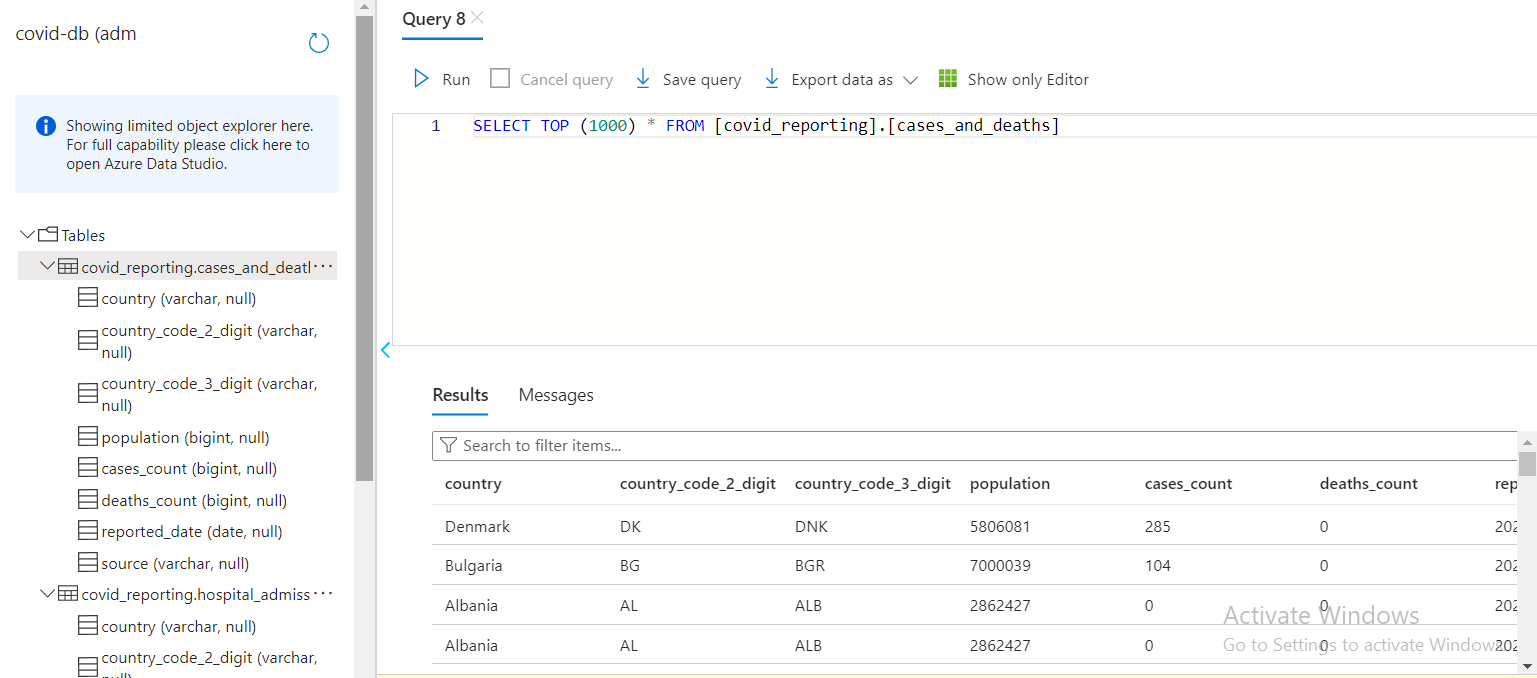 covid-db (adm
Showing limited object explorer here.
For full capability please click here to
open Azure Data Studio.
Tables
covid_reporting.cases_and_deatl ···
country (varchar, null)
country_code_2_digit (varchar,
null)
country_code_3_digit (varchar,
null)
population (bigint, null)
cases_count (bigint, null)
deaths_count (bigint, null)
reported_date (date, null)
source (varchar, null)
covid_reporting.hospital_admiss ···
country (varchar, null)
country_code_2_digit (varchar,
null)
Query 8
Run Cancel query Save query Export data as Show only Editor
1 SELECT TOP (1000) * FROM [covid_reporting].[cases_and_deaths]
Results Messages
Search to filter items...
country country_code_2_digit country_code_3_digit population cases_count deaths_count rep
Denmark DK DNK 5806081 285 0 202
Bulgaria BG BGR 7000039 104 0 202
Albania AL ALB 2862427 0 0 202
Albania AL ALB 2862427 0 0 202
Activate Windows
Go to Settings to activate Windows.